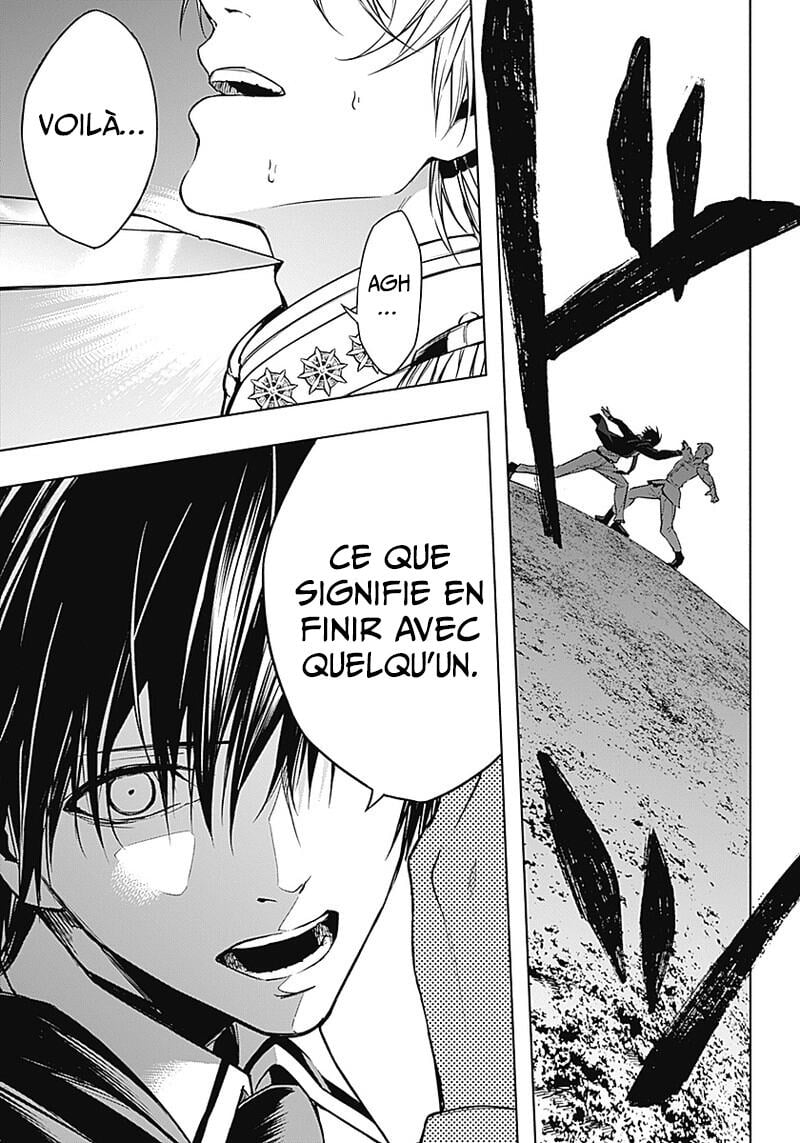 AGH
...
VOILÀ...
CE QUE
SIGNIFIE EN
FINIR AVEC
QUELQU'UN.